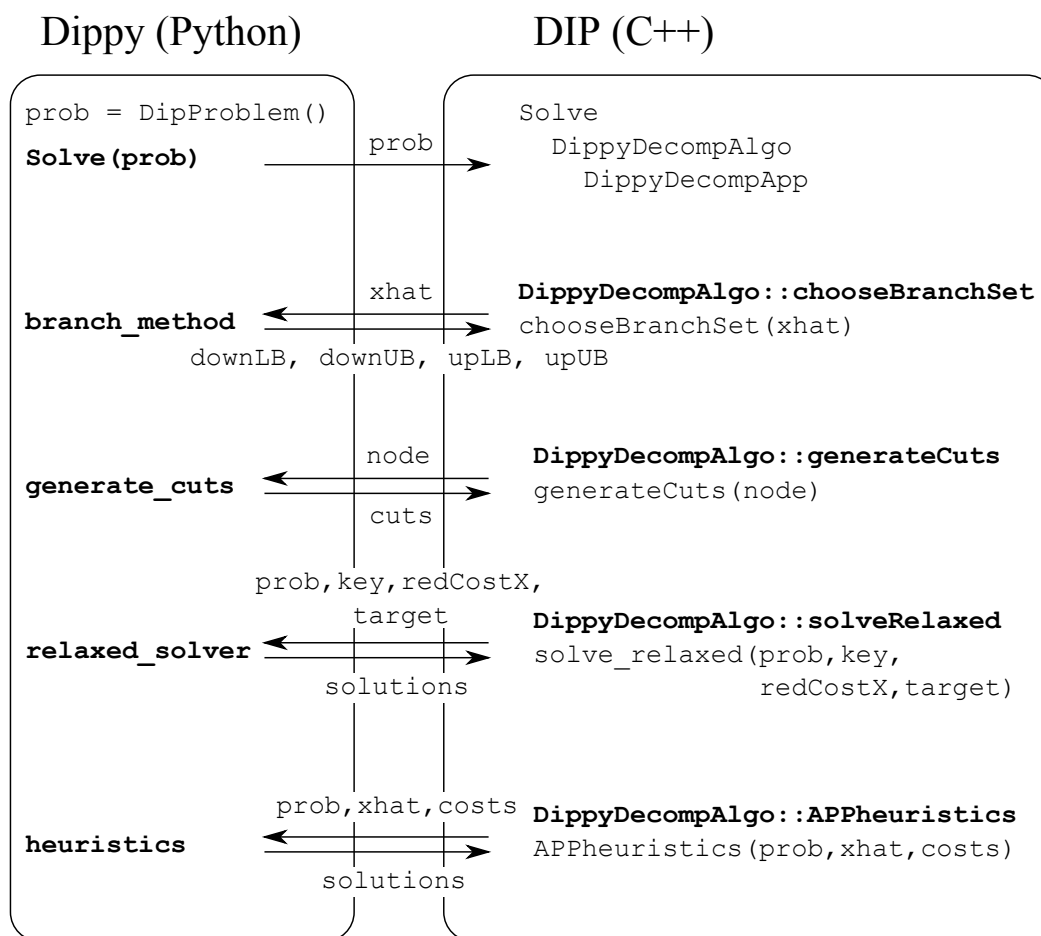 Dippy (Python)
DIP (C++)
prob = DipProblem()
Solve(prob)
prob
Solve
DippyDecompAlgo
DippyDecompApp
branch_method
xhat
downLB, downUB, upLB, upUB
DippyDecompAlgo::chooseBranchSet
chooseBranchSet(xhat)
generate_cuts
node
cuts
DippyDecompAlgo::generateCuts
generateCuts(node)
relaxed_solver
prob,key,redCostX,
target
solutions
DippyDecompAlgo::solveRelaxed
solve_relaxed(prob,key,
redCostX,target)
heuristics
prob,xhat,costs
solutions
DippyDecompAlgo::APPheuristics
APPheuristics(prob,xhat,costs)